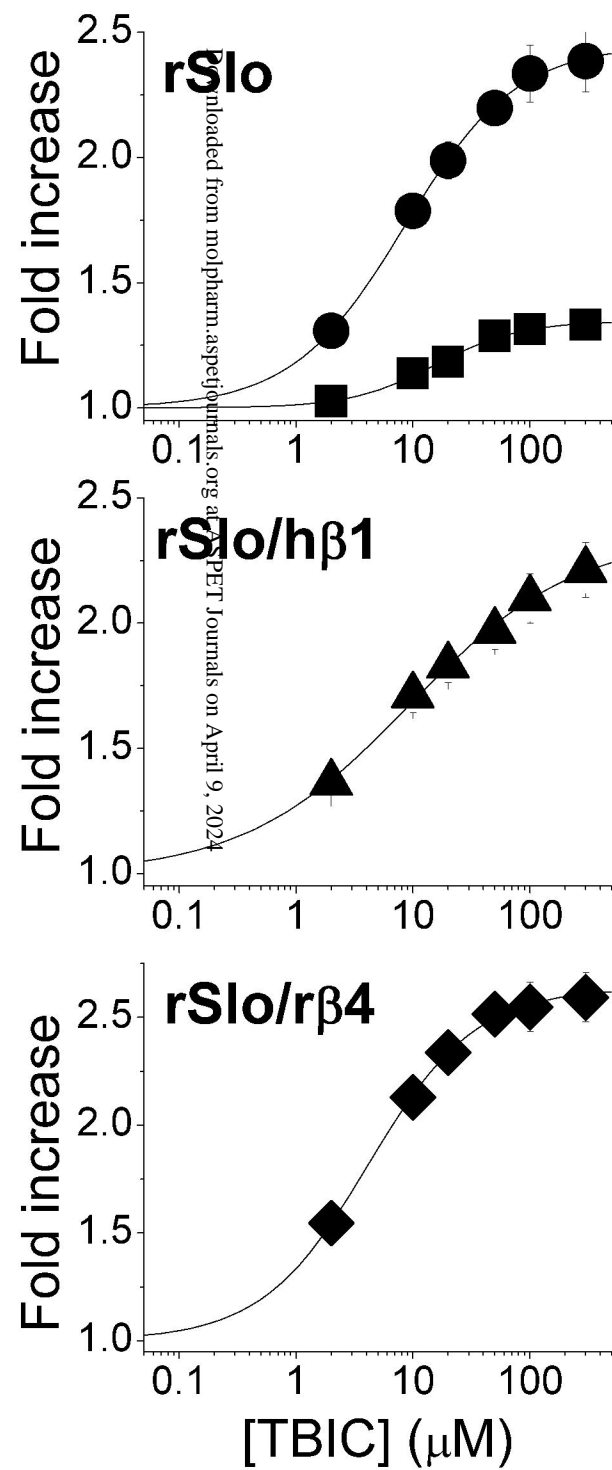 rSlo
Fold increase
2.5
2.0
1.5
1.0
0.1 1 10 100
rSlo/hβ1
Fold increase
2.5
2.0
1.5
1.0
0.1 1 10 100
rSlo/rβ4
Fold increase
2.5
2.0
1.5
1.0
0.1 1 10 100
[TBIC] (μM)
Downloaded from molpharm.aspetjournals.org at ASPET Journals on April 9, 2024